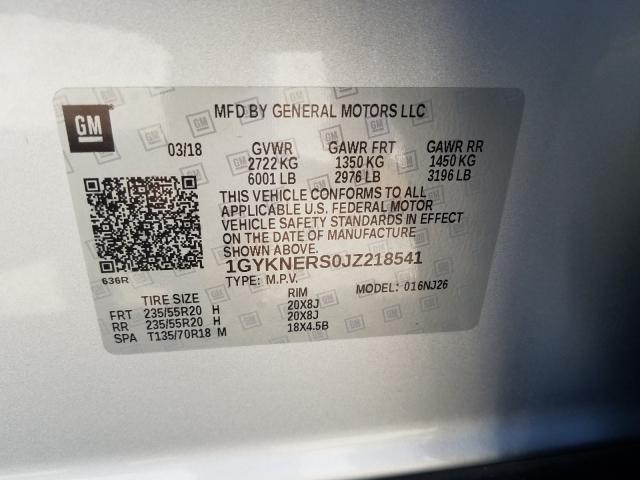 GM
MFD BY GENERAL MOTORS LLC
03/18 GVWR GAWR FRT GAWR RR
2722 KG 1350 KG 1450 KG
6001 LB 2976 LB 3196 LB
THIS VEHICLE CONFORMS TO ALL
APPLICABLE U.S. FEDERAL MOTOR
VEHICLE SAFETY STANDARDS IN EFFECT
ON THE DATE OF MANUFACTURE
SHOWN ABOVE.
1GYKNERS0JZ218541
636R TYPE: M.P.V. MODEL: 016NJ26
TIRE SIZE RIM
FRT 235/55R20 H 20X8J
RR 235/55R20 H 20X8J
SPA T135/70R18 M 18X4.5B